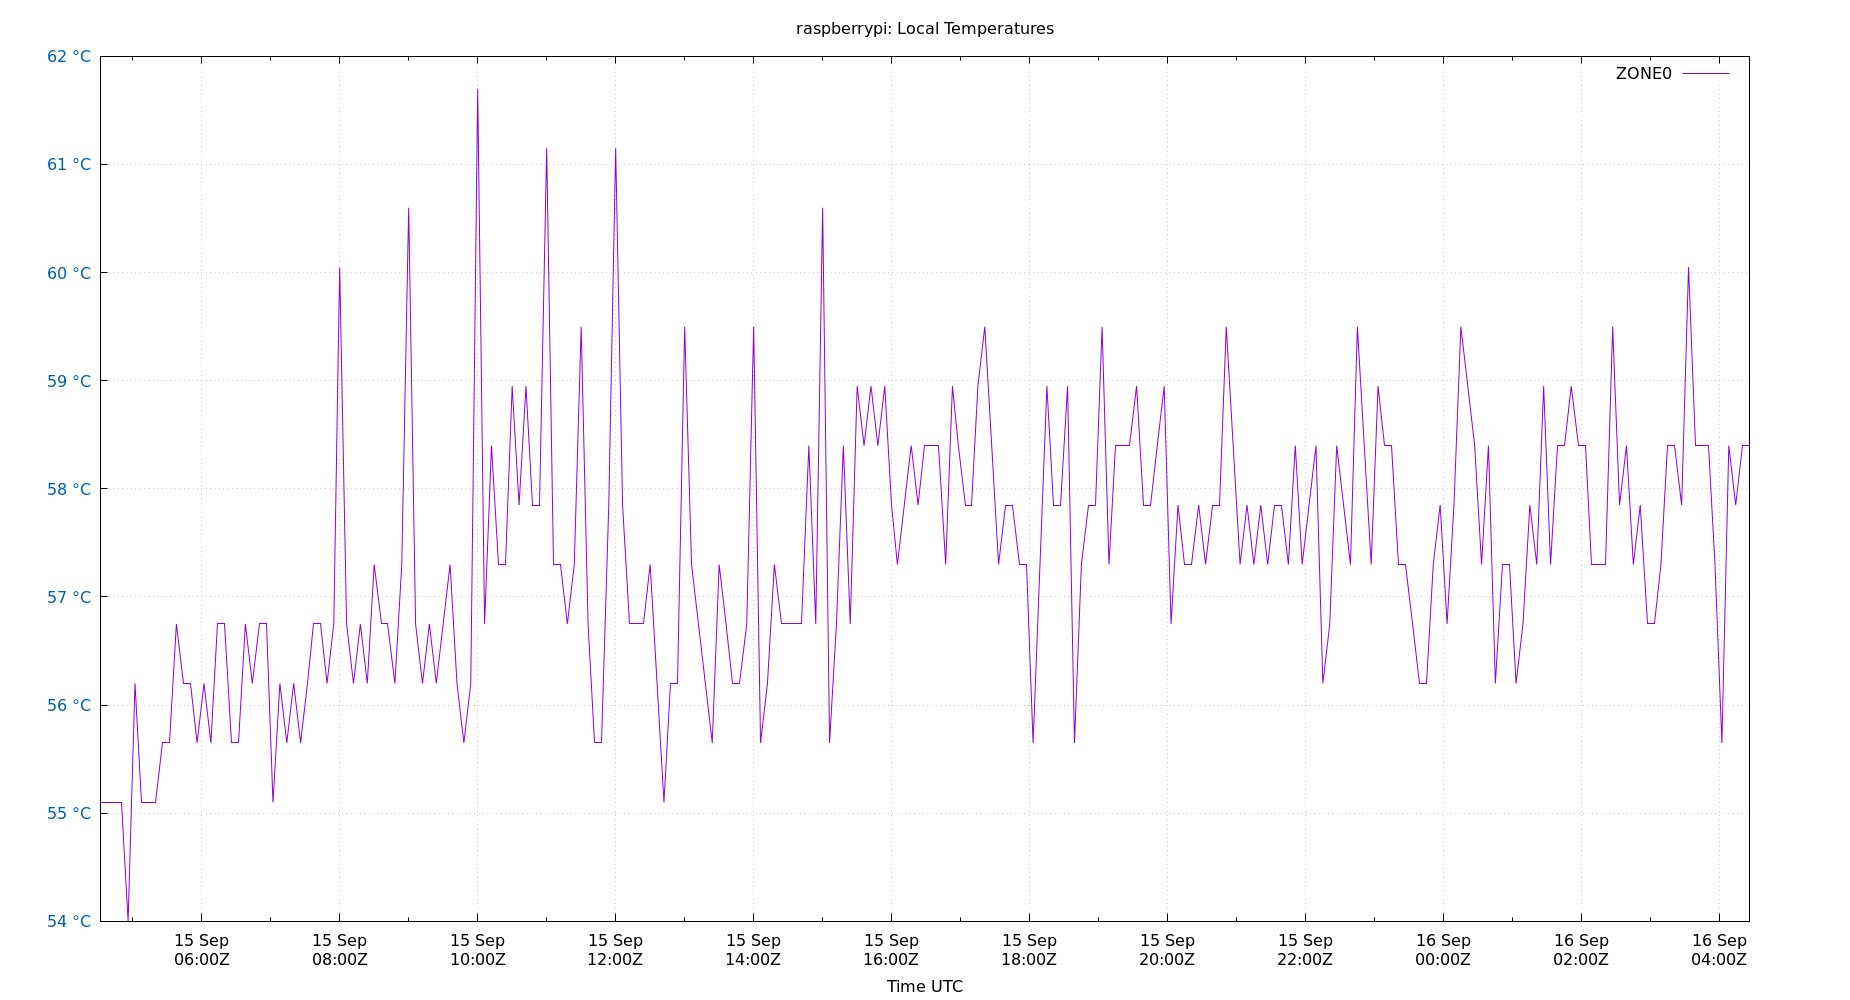 raspberrypi: Local Temperatures
62 °C
ZONE0
61 °C
60 °C
59 °C
58 °C
57 °C
56 °C
55 °C
54 °C
15 Sep 15 Sep 15 Sep 15 Sep 15 Sep 15 Sep 15 Sep 15 Sep 15 Sep 16 Sep 16 Sep 16 Sep
06:00Z 08:00Z 10:00Z 12:00Z 14:00Z 16:00Z 18:00Z 20:00Z 22:00Z 00:00Z 02:00Z 04:00Z
Time UTC